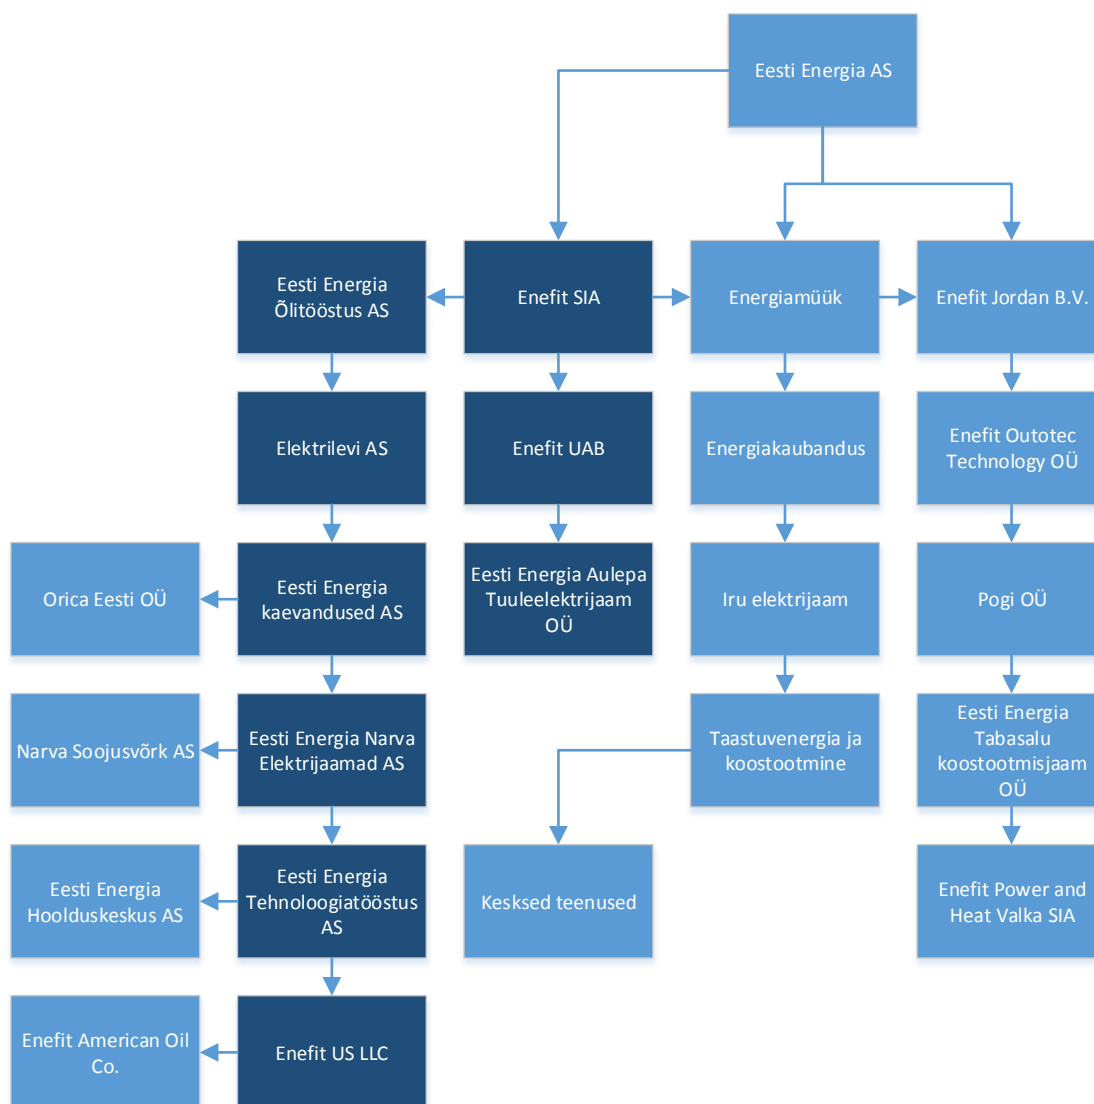 Eesti Energia AS
Eesti Energia
Õlitööstus AS
Enefit SIA
Energiamüük
Enefit Jordan B.V.
Elektrilevi AS
Enefit UAB
Energiakaubandus
Enefit Outotec
Technology OÜ
Orica Eesti OÜ
Eesti Energia
kaevandused AS
Eesti Energia Aulepa
Tuuleelektrijaam
OÜ
Iru elektrijaam
Pogi OÜ
Narva Soojusvõrk AS
Eesti Energia Narva
Elektrijaamad AS
Taastuvenergia ja
koostootmine
Eesti Energia
Tabasalu
koostootmisjaam
OÜ
Eesti Energia
Hoolduskeskus AS
Eesti Energia
Tehnoloogiatööstus
AS
Kesksed teenused
Enefit Power and
Heat Valka SIA
Enefit American Oil
Co.
Enefit US LLC